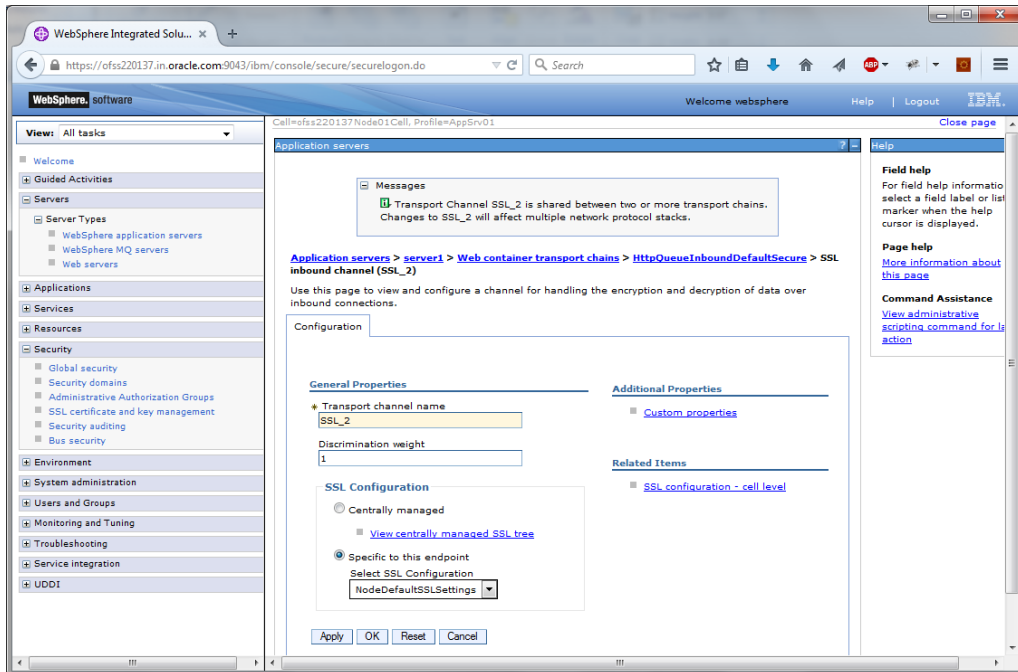 WebSphere Integrated Solu... × +
https://ofss220137.in.oracle.com:9043/ibm/console/secure/securelogon.do
Search
ABP
WebSphere. software
Welcome websphere
Help | Logout
IBM.
View: All tasks
Welcome
Guided Activities
Servers
Server Types
WebSphere application servers
WebSphere MQ servers
Web servers
Applications
Services
Resources
Security
Global security
Security domains
Administrative Authorization Groups
SSL certificate and key management
Security auditing
Bus security
Environment
System administration
Users and Groups
Monitoring and Tuning
Troubleshooting
Service integration
UDDI
Cell=ofss220137Node01Cell, Profile=AppSrv01
Close page
Application servers
? -
Messages
Transport Channel SSL_2 is shared between two or more transport chains.
Changes to SSL_2 will affect multiple network protocol stacks.
Application servers > server1 > Web container transport chains > HttpQueueInboundDefaultSecure > SSL
inbound channel (SSL_2)
Use this page to view and configure a channel for handling the encryption and decryption of data over
inbound connections.
Configuration
General Properties
* Transport channel name
SSL_2
Discrimination weight
1
SSL Configuration
Centrally managed
View centrally managed SSL tree
Specific to this endpoint
Select SSL Configuration
NodeDefaultSSLSettings
Apply OK Reset Cancel
Additional Properties
Custom properties
Related Items
SSL configuration - cell level
Help
Field help
For field help informatio
select a field label or list
marker when the help
cursor is displayed.
Page help
More information about
this page
Command Assistance
View administrative
scripting command for la
action